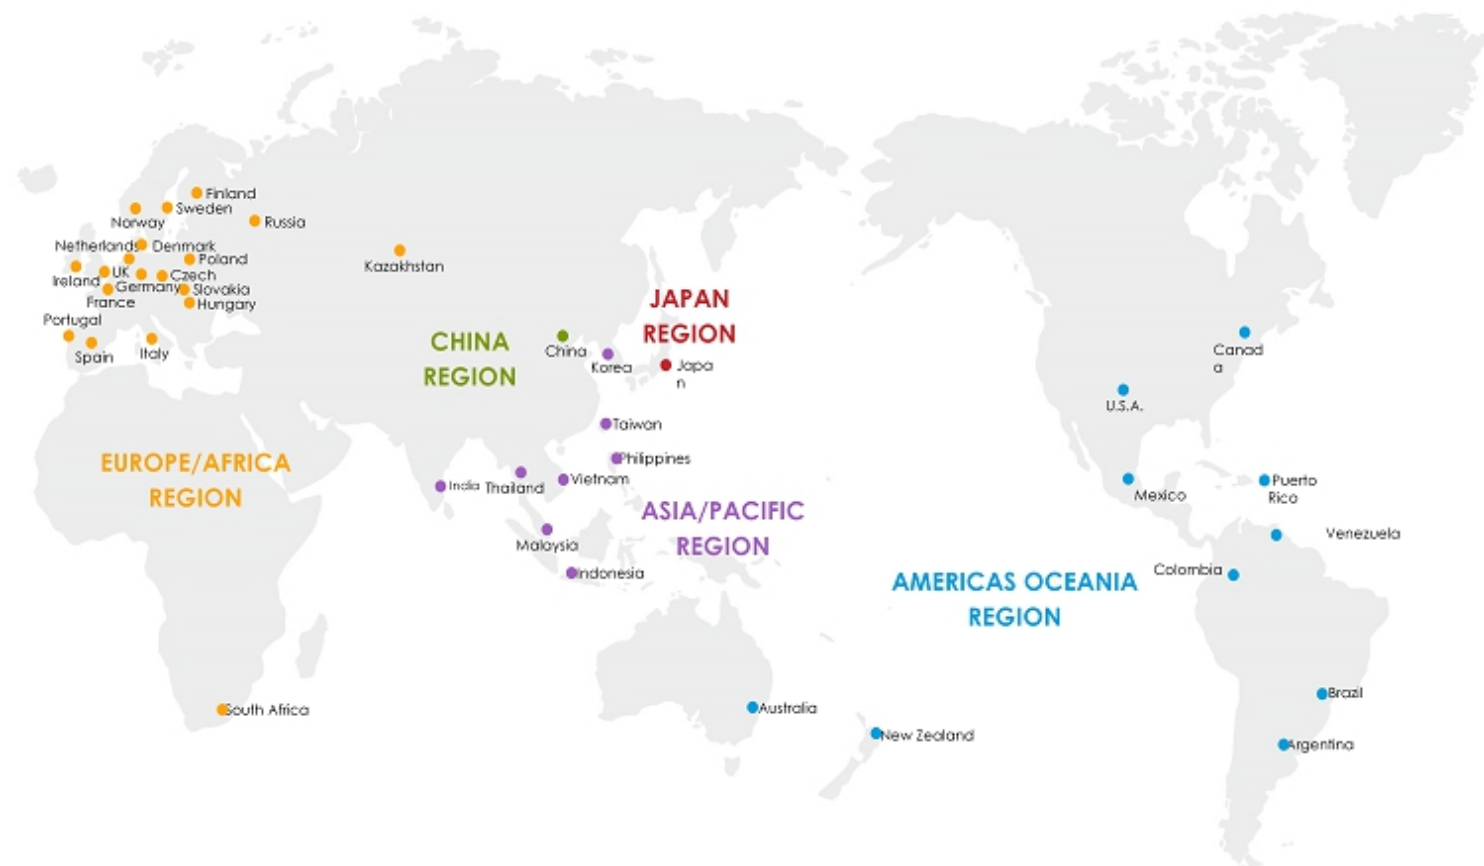 Finland
Sweden
Norway
Russia
Netherlands
Denmark
Poland
Kazakhstan
UK
Czech
Ireland
Germany
Slovakia
France
Hungary
Portugal
Spain
Italy
JAPAN
REGION
CHINA
REGION
China
Korea
Japa
n
Canad
a
U.S.A.
Taiwan
EUROPE/AFRICA
REGION
Philippines
India
Thailand
Vietnam
Mexico
Puerto
Rico
ASIA/PACIFIC
REGION
Malaysia
Indonesia
Venezuela
Colombia
AMERICAS OCEANIA
REGION
Brazil
South Africa
Australia
New Zealand
Argentina